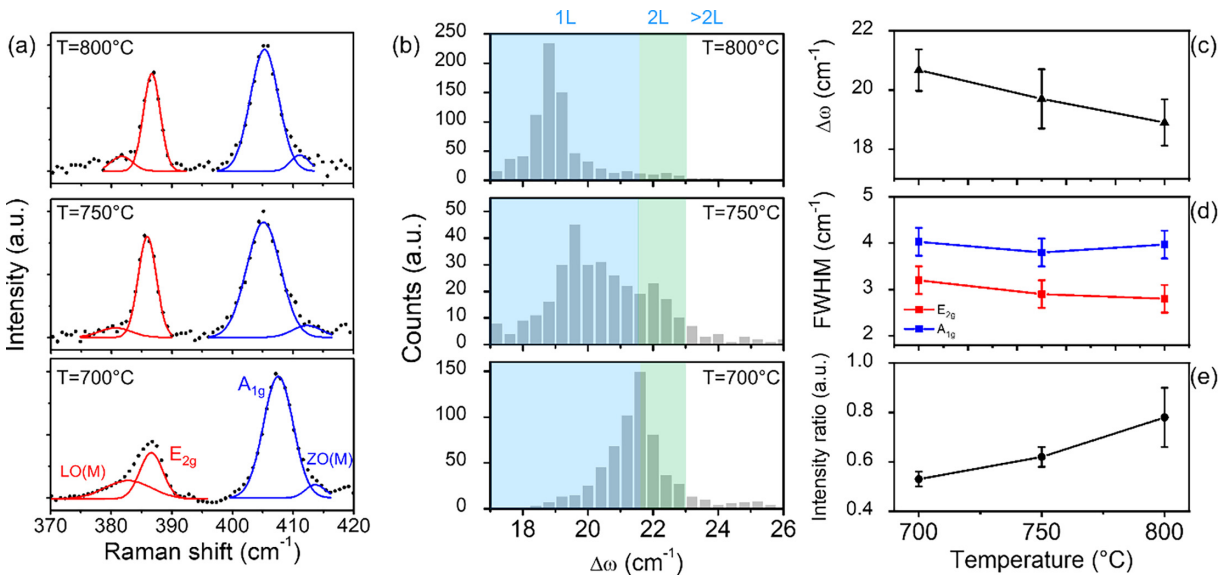 (a)
T=800°C
T=750°C
T=700°C
A1g
E2g
LO(M)
ZO(M)
Intensity (a.u.)
370 380 390 400 410 420
Raman shift (cm-1)
(b)
1L 2L >2L
T=800°C
250
200
150
100
50
0
T=750°C
50
40
30
20
10
0
T=700°C
150
100
50
0
Counts (a.u.)
18 20 22 24 26
Δω (cm-1)
(c)
22
20
18
Δω (cm-1)
(d)
5
4
3
2
FWHM (cm-1)
E2g
A1g
(e)
1.0
0.8
0.6
0.4
Intensity ratio (a.u.)
700 750 800
Temperature (°C)